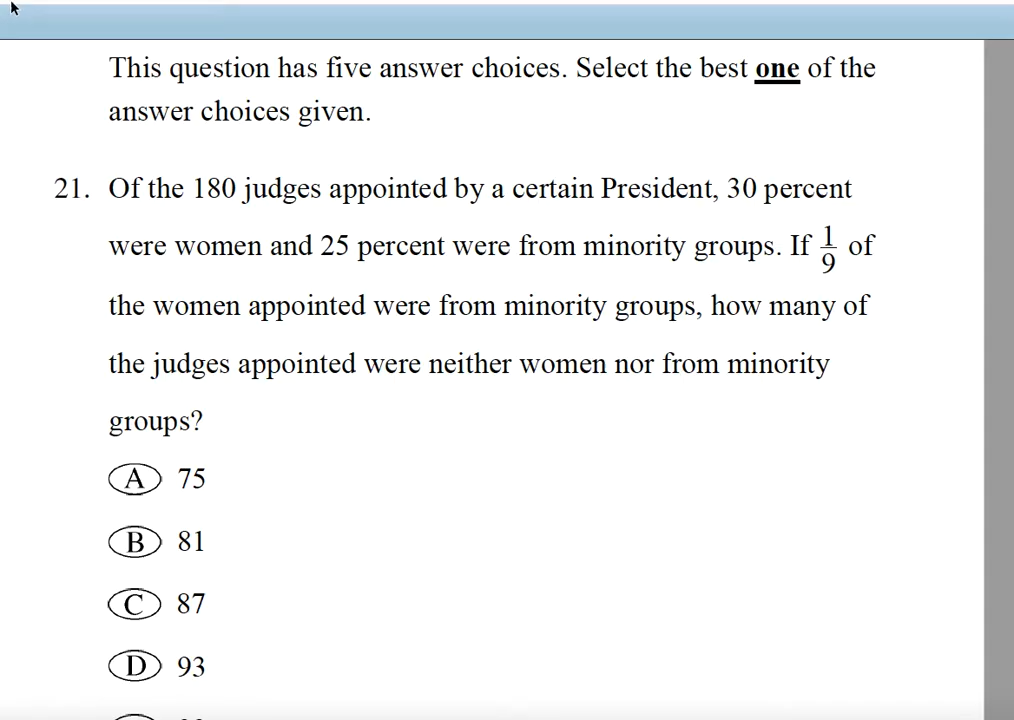 This question has five answer choices. Select the best one of the
answer choices given.
21. Of the 180 judges appointed by a certain President, 30 percent
were women and 25 percent were from minority groups. If 1/9 of
the women appointed were from minority groups, how many of
the judges appointed were neither women nor from minority
groups?
A 75
B 81
C 87
D 93